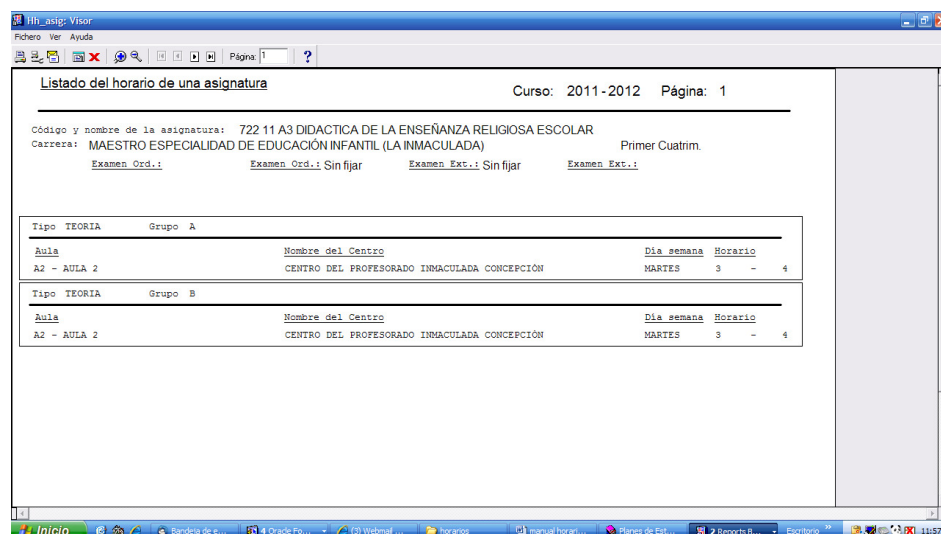 Hh_asig: Visor
Fichero Ver Ayuda
Página: 1
Listado del horario de una asignatura
Curso: 2011-2012 Página: 1
Código y nombre de la asignatura: 722 11 A3 DIDACTICA DE LA ENSEÑANZA RELIGIOSA ESCOLAR
Carrera: MAESTRO ESPECIALIDAD DE EDUCACIÓN INFANTIL (LA INMACULADA) Primer Cuatrim.
Examen Ord.: Examen Ord.: Sin fijar Examen Ext.: Sin fijar Examen Ext.:
Tipo TEORIA Grupo A
Aula Nombre del Centro Día semana Horario
A2 - AULA 2 CENTRO DEL PROFESORADO INMACULADA CONCEPCIÓN MARTES 3 - 4
Tipo TEORIA Grupo B
Aula Nombre del Centro Día semana Horario
A2 - AULA 2 CENTRO DEL PROFESORADO INMACULADA CONCEPCIÓN MARTES 3 - 4
Inicio Bandeja de e... 4 Oracle Fo... (3) Webmail ... horarios manual horari... Planes de Est... 2 Reports B... Escritorio 11:57